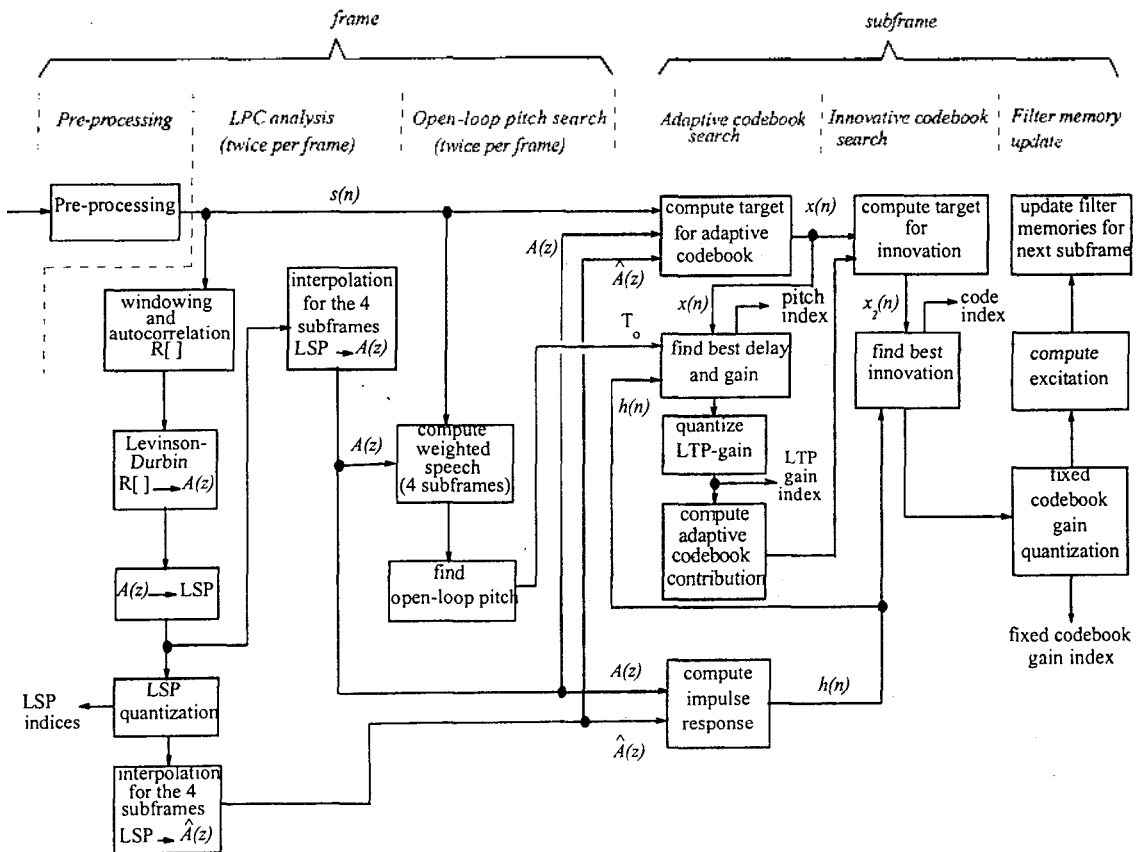 frame
subframe
Pre-processing
LPC analysis
(twice per frame)
Open-loop pitch search
(twice per frame)
Adaptive codebook
search
Innovative codebook
search
Filter memory
update
Pre-processing
s(n)
compute target
for adaptive
codebook
x(n)
compute target
for
innovation
update filter
memories for
next subframe
A(z)
Â(z)
windowing
and
autocorrelation
R[ ]
interpolation
for the 4
subframes
LSP → A(z)
x(n)
pitch
index
x₂(n)
code
index
T₀
find best delay
and gain
find best
innovation
compute
excitation
h(n)
Levinson-
Durbin
R[ ] → A(z)
A(z)
compute
weighted
speech
(4 subframes)
quantize
LTP-gain
LTP
gain
index
fixed
codebook
gain
quantization
compute
adaptive
codebook
contribution
A(z) → LSP
find
open-loop pitch
fixed codebook
gain index
LSP
indices
LSP
quantization
A(z)
Â(z)
compute
impulse
response
h(n)
interpolation
for the 4
subframes
LSP → Â(z)